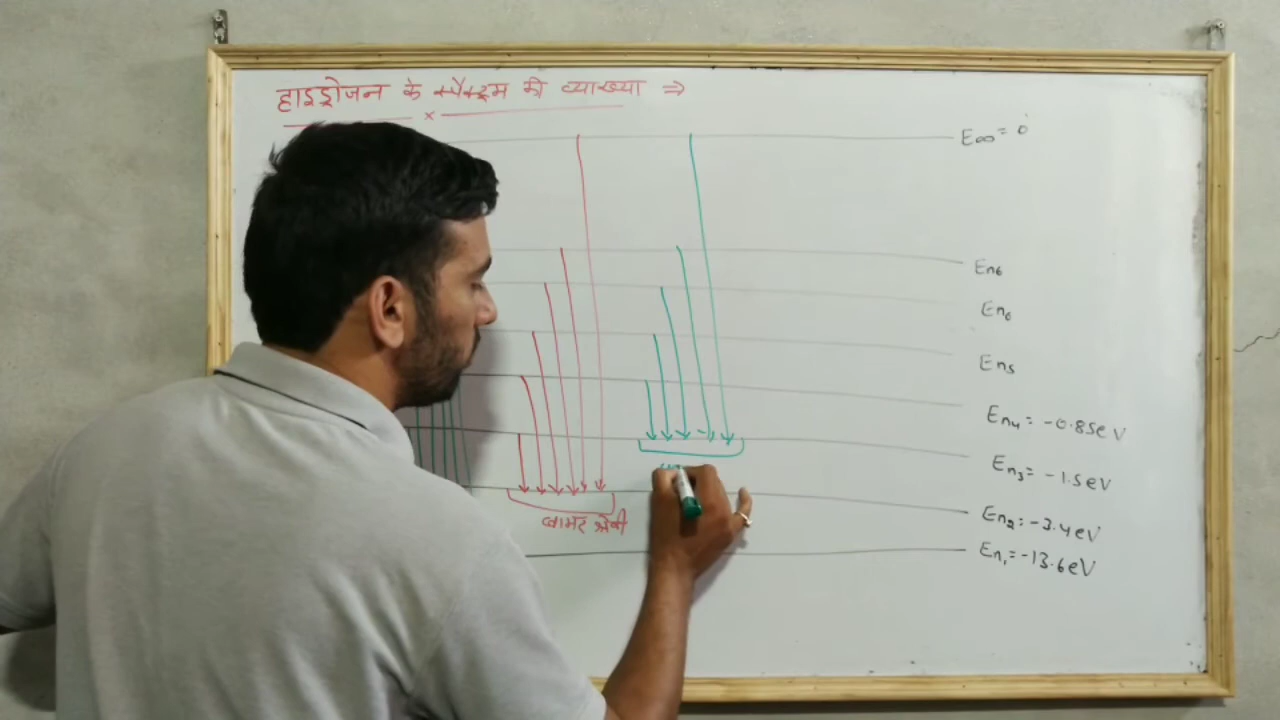 हाइड्रोजन के स्पैक्ट्रम की व्याख्या ⇒
×
E∞ = 0
En6
En6
En5
En4 = -0.85eV
En3 = -1.5eV
En2 = -3.4eV
En1 = -13.6eV
बामर श्रेणी